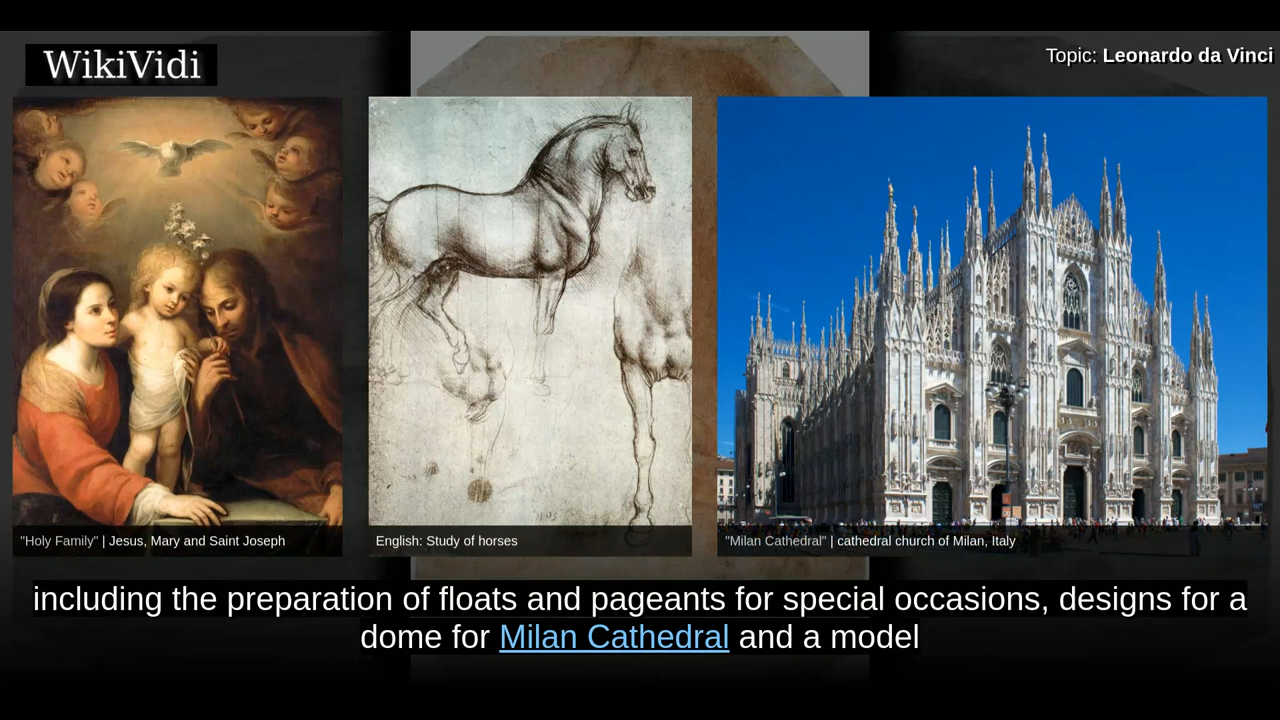 WikiVidi
Topic: Leonardo da Vinci
"Holy Family" | Jesus, Mary and Saint Joseph
English: Study of horses
"Milan Cathedral" | cathedral church of Milan, Italy
including the preparation of floats and pageants for special occasions, designs for a
dome for Milan Cathedral and a model